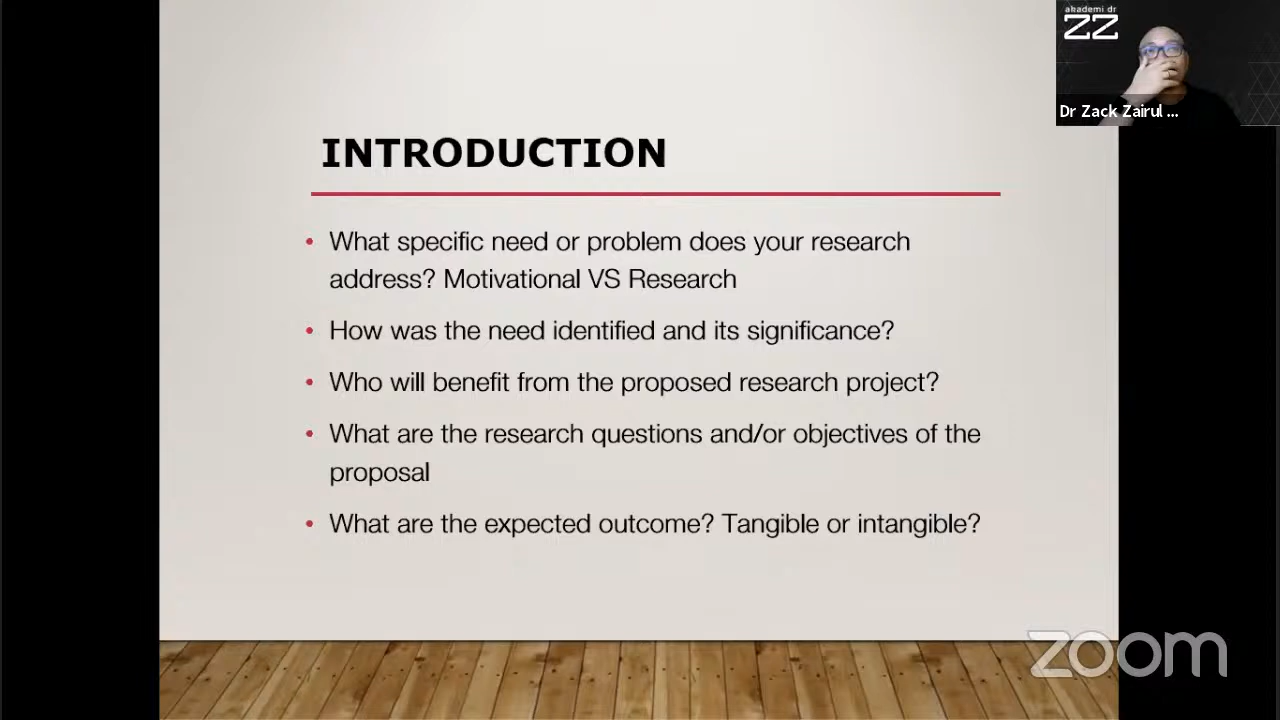 akademi dr
ZZ
Dr Zack Zairul ...
INTRODUCTION
• What specific need or problem does your research
address? Motivational VS Research
• How was the need identified and its significance?
• Who will benefit from the proposed research project?
• What are the research questions and/or objectives of the
proposal
• What are the expected outcome? Tangible or intangible?
zoom